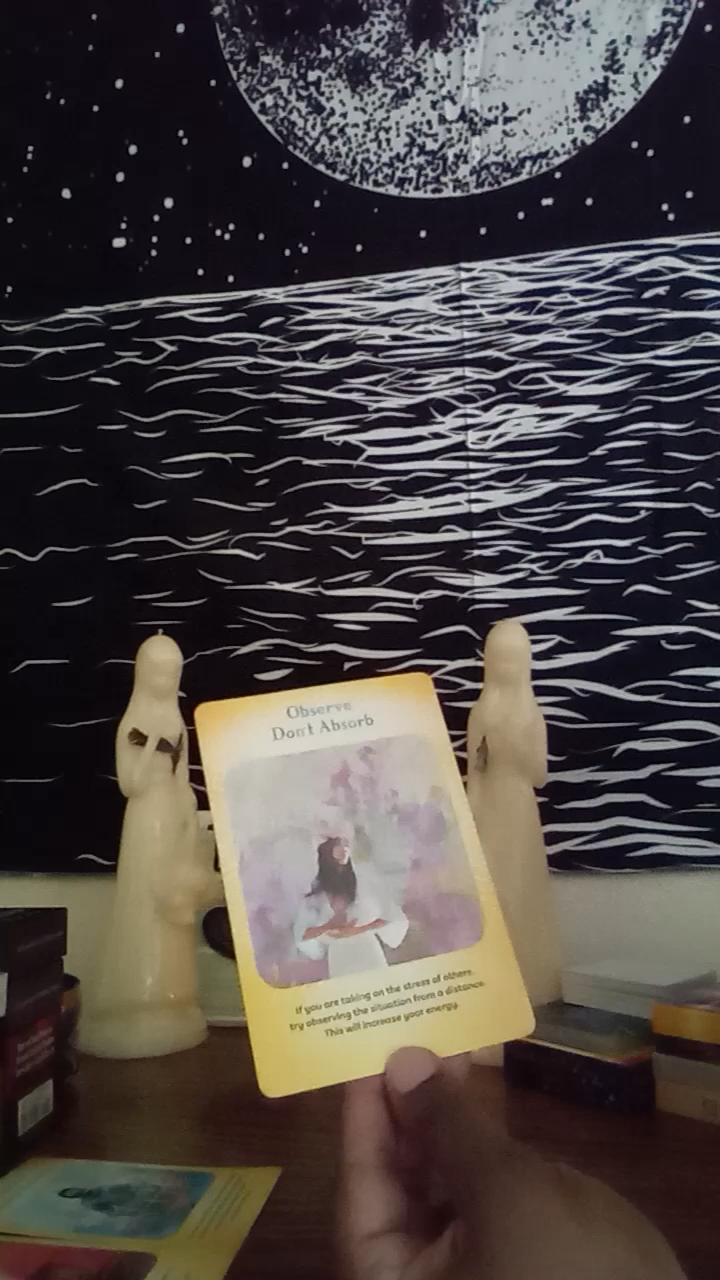 Observe
Don't Absorb
If you are taking on the stress of others,
try observing the situation from a distance.
This will increase your energy.